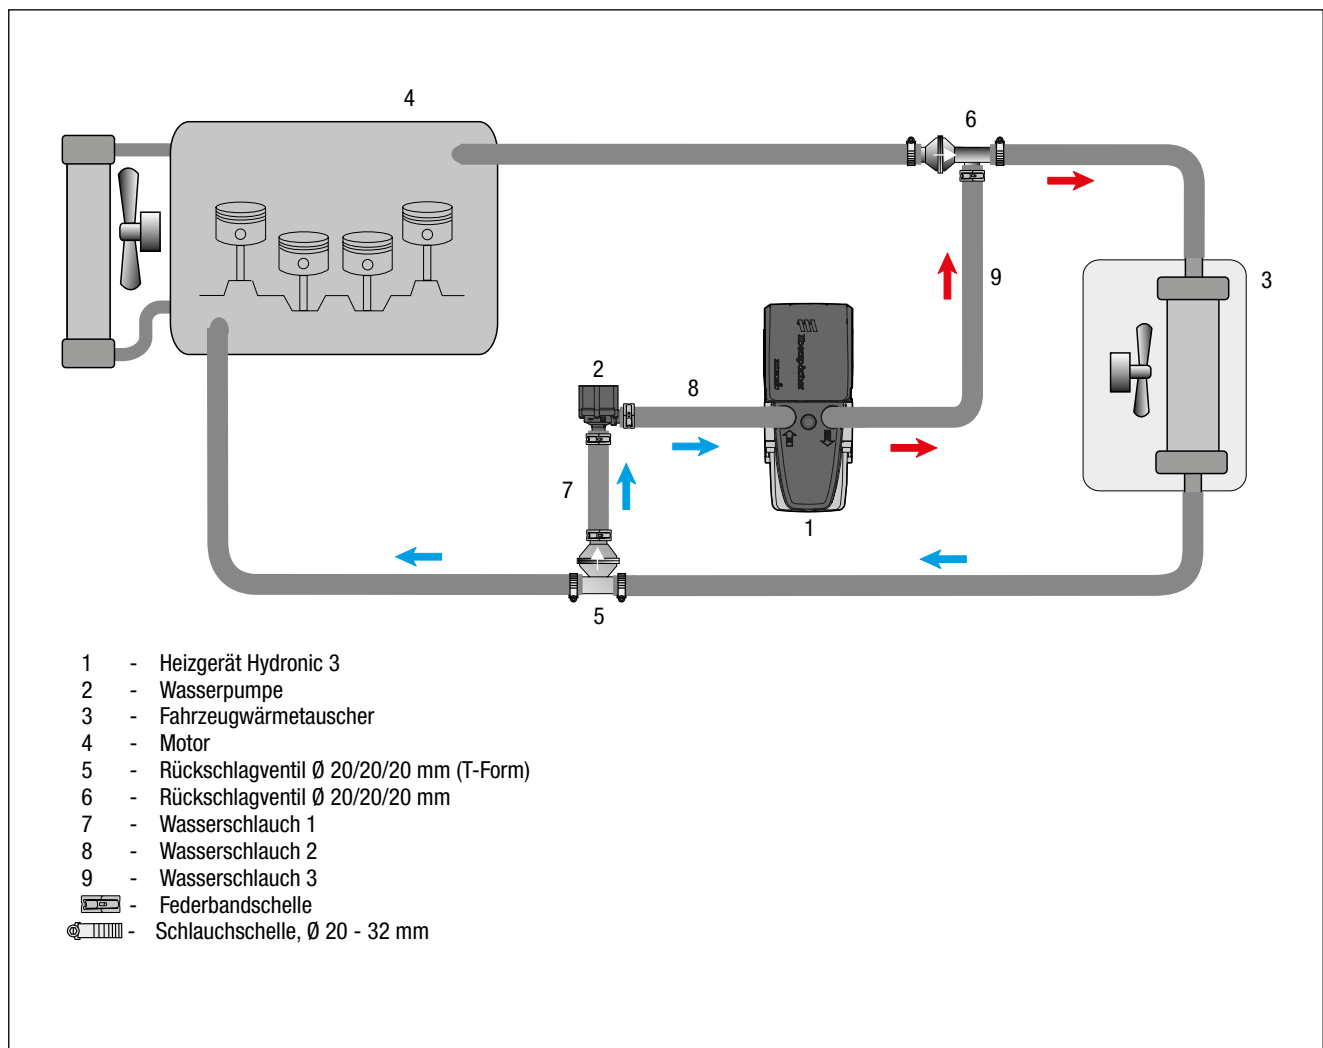 4
6
3
9
2
8
Eberspächer
7
1
5
1 - Heizgerät Hydronic 3
2 - Wasserpumpe
3 - Fahrzeugwärmetauscher
4 - Motor
5 - Rückschlagventil Ø 20/20/20 mm (T-Form)
6 - Rückschlagventil Ø 20/20/20 mm
7 - Wasserschlauch 1
8 - Wasserschlauch 2
9 - Wasserschlauch 3
- Federbandschelle
- Schlauchschelle, Ø 20 - 32 mm